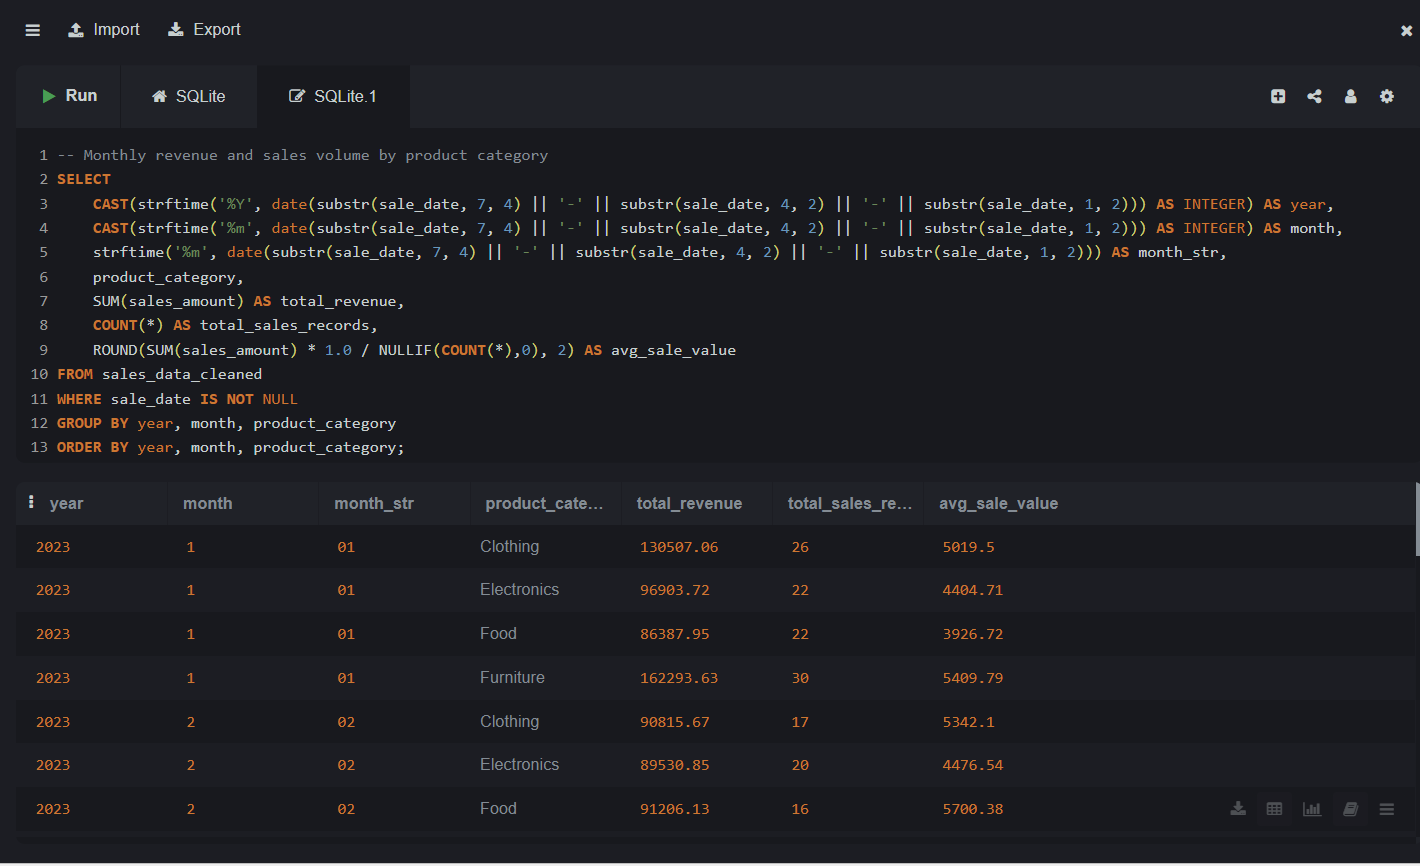 Import Export
Run SQLite SQLite.1
1 -- Monthly revenue and sales volume by product category
2 SELECT
3 CAST(strftime('%Y', date(substr(sale_date, 7, 4) || '-' || substr(sale_date, 4, 2) || '-' || substr(sale_date, 1, 2))) AS INTEGER) AS year,
4 CAST(strftime('%m', date(substr(sale_date, 7, 4) || '-' || substr(sale_date, 4, 2) || '-' || substr(sale_date, 1, 2))) AS INTEGER) AS month,
5 strftime('%m', date(substr(sale_date, 7, 4) || '-' || substr(sale_date, 4, 2) || '-' || substr(sale_date, 1, 2))) AS month_str,
6 product_category,
7 SUM(sales_amount) AS total_revenue,
8 COUNT(*) AS total_sales_records,
9 ROUND(SUM(sales_amount) * 1.0 / NULLIF(COUNT(*),0), 2) AS avg_sale_value
10 FROM sales_data_cleaned
11 WHERE sale_date IS NOT NULL
12 GROUP BY year, month, product_category
13 ORDER BY year, month, product_category;
year month month_str product_cate... total_revenue total_sales_re... avg_sale_value
2023 1 01 Clothing 130507.06 26 5019.5
2023 1 01 Electronics 96903.72 22 4404.71
2023 1 01 Food 86387.95 22 3926.72
2023 1 01 Furniture 162293.63 30 5409.79
2023 2 02 Clothing 90815.67 17 5342.1
2023 2 02 Electronics 89530.85 20 4476.54
2023 2 02 Food 91206.13 16 5700.38